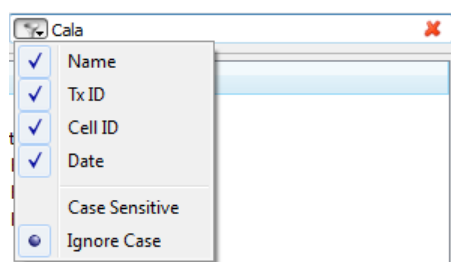 Cala
Name
Tx ID
Cell ID
Date
Case Sensitive
Ignore Case